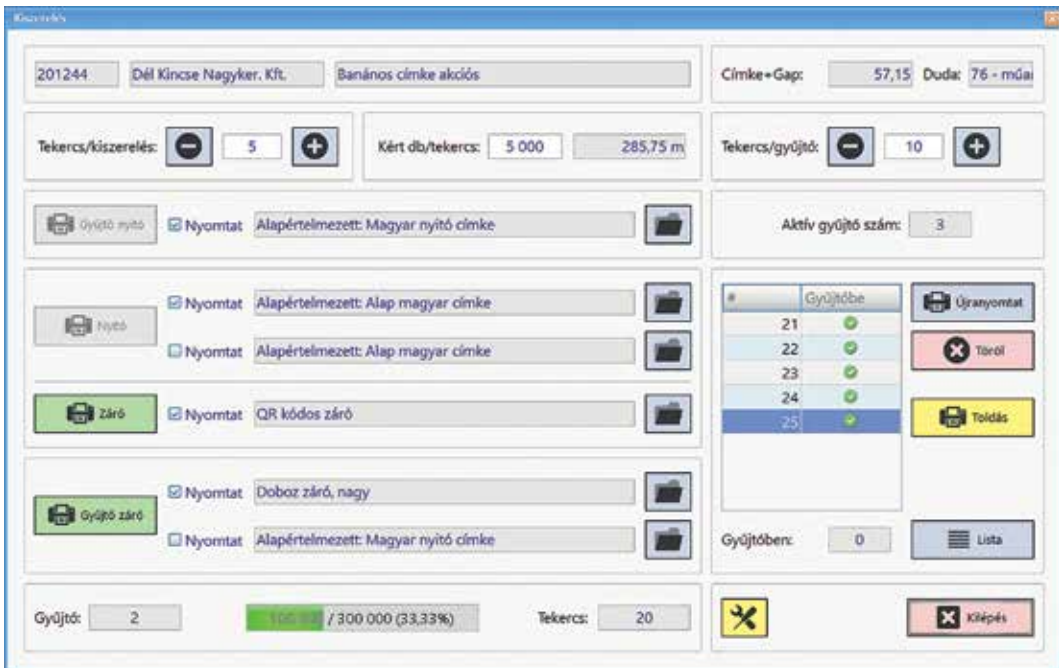 Kiszerelés
201244 Dél Kincse Nagyker. Kft. Banános címke akciós
Címke+Gap: 57,15 Duda: 76 - műai
Tekercs/kiszerelés: 5
Kért db/tekercs: 5 000 285,75 m
Tekercs/gyűjtő: 10
Gyűjtő nyitó Nyomtat Alapértelmezett: Magyar nyitó címke
Aktív gyűjtő szám: 3
Nyitó
Nyomtat Alapértelmezett: Alap magyar címke
Nyomtat Alapértelmezett: Alap magyar címke
Záró Nyomtat QR kódos záró
# Gyűjtőbe
21
22
23
24
25
Újranyomtat
Töröl
Toldás
Gyűjtő záró
Nyomtat Doboz záró, nagy
Nyomtat Alapértelmezett: Magyar nyitó címke
Gyűjtőben: 0 Lista
Gyűjtő: 2
/ 300 000 (33,33%)
Tekercs: 20
Kilépés